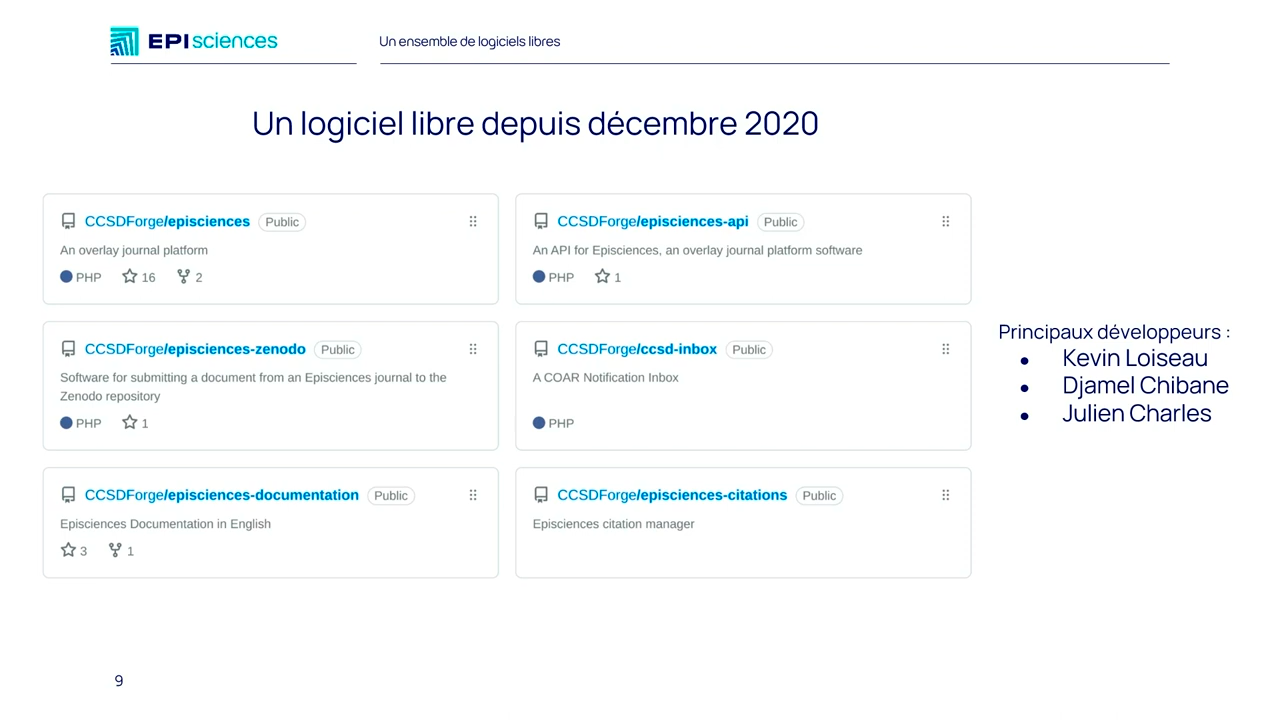 EPIsciences
Un ensemble de logiciels libres
Un logiciel libre depuis décembre 2020
CCSDForge/episciences Public
An overlay journal platform
PHP 16 2
CCSDForge/episciences-api Public
An API for Episciences, an overlay journal platform software
PHP 1
CCSDForge/episciences-zenodo Public
Software for submitting a document from an Episciences journal to the
Zenodo repository
PHP 1
CCSDForge/ccsd-inbox Public
A COAR Notification Inbox
PHP
CCSDForge/episciences-documentation Public
Episciences Documentation in English
3 1
CCSDForge/episciences-citations Public
Episciences citation manager
Principaux développeurs :
● Kevin Loiseau
● Djamel Chibane
● Julien Charles
9